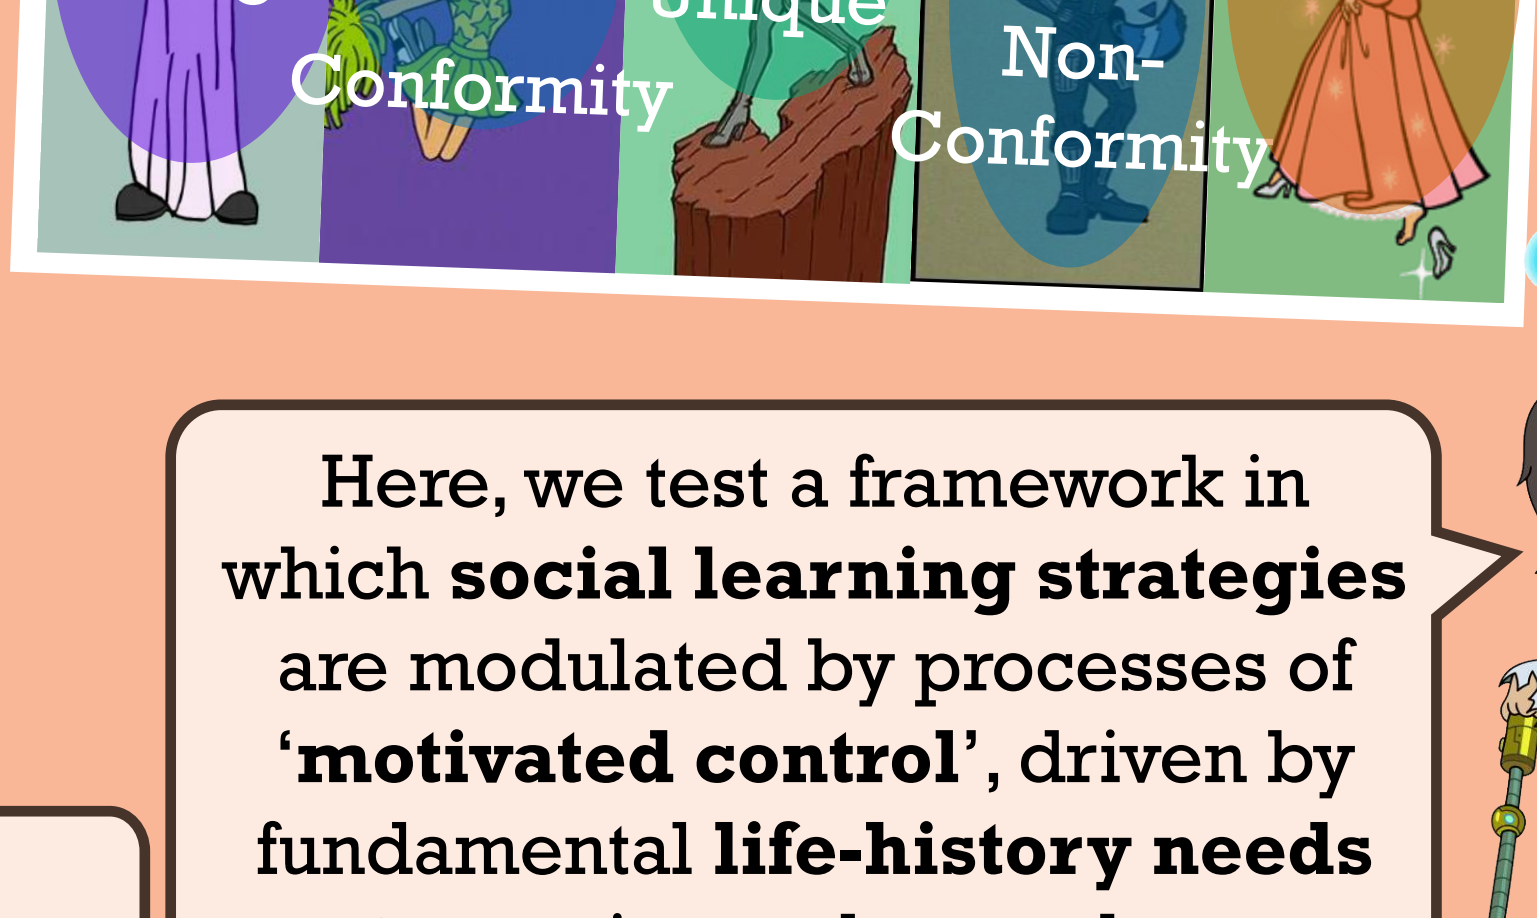 Unique
Conformity
Non-
Conformity
Here, we test a framework in
which social learning strategies
are modulated by processes of
‘motivated control’, driven by
fundamental life-history needs